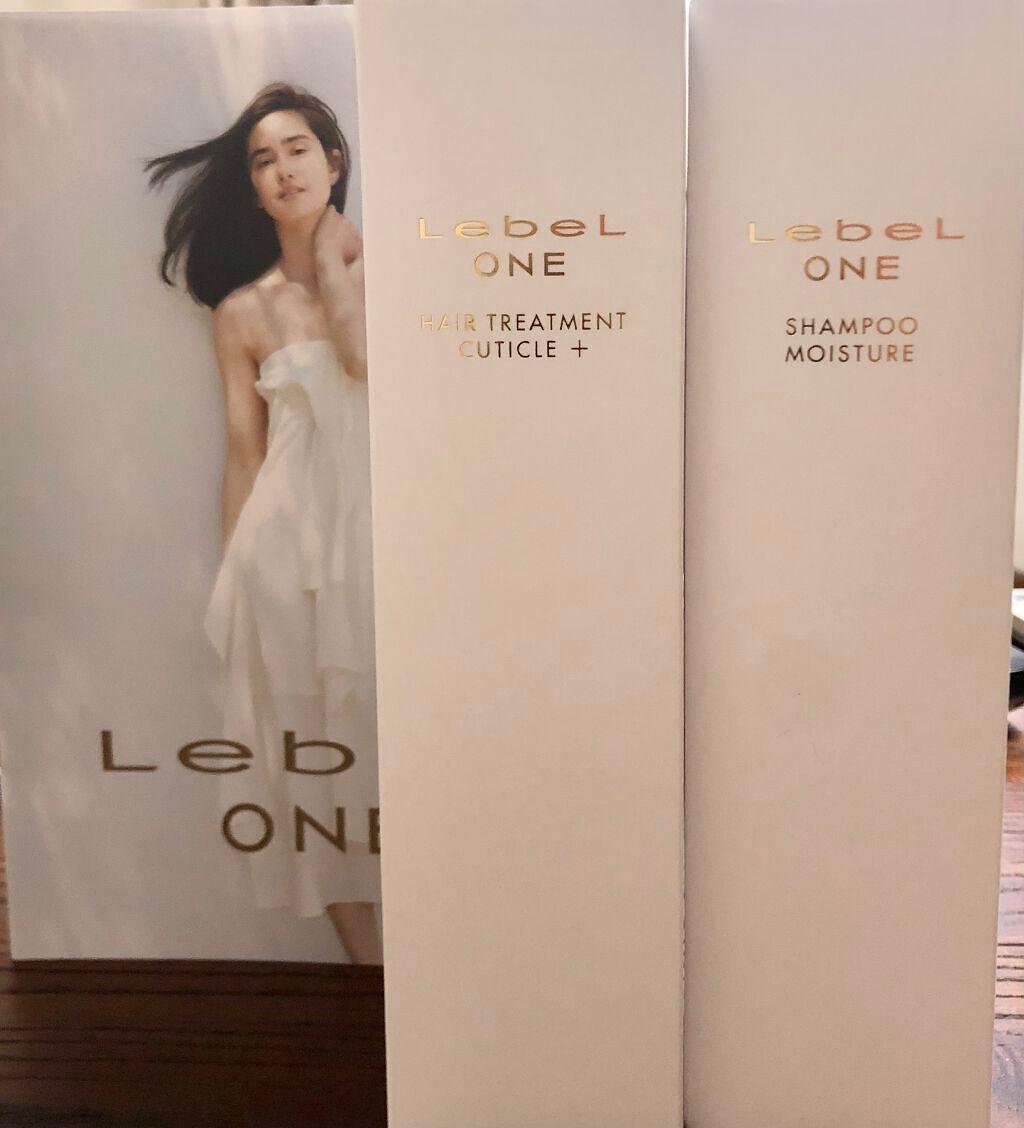 Lebel
ONE
HAIR TREATMENT
CUTICLE +
Lebel
ONE
SHAMPOO
MOISTURE
Leb
ONE